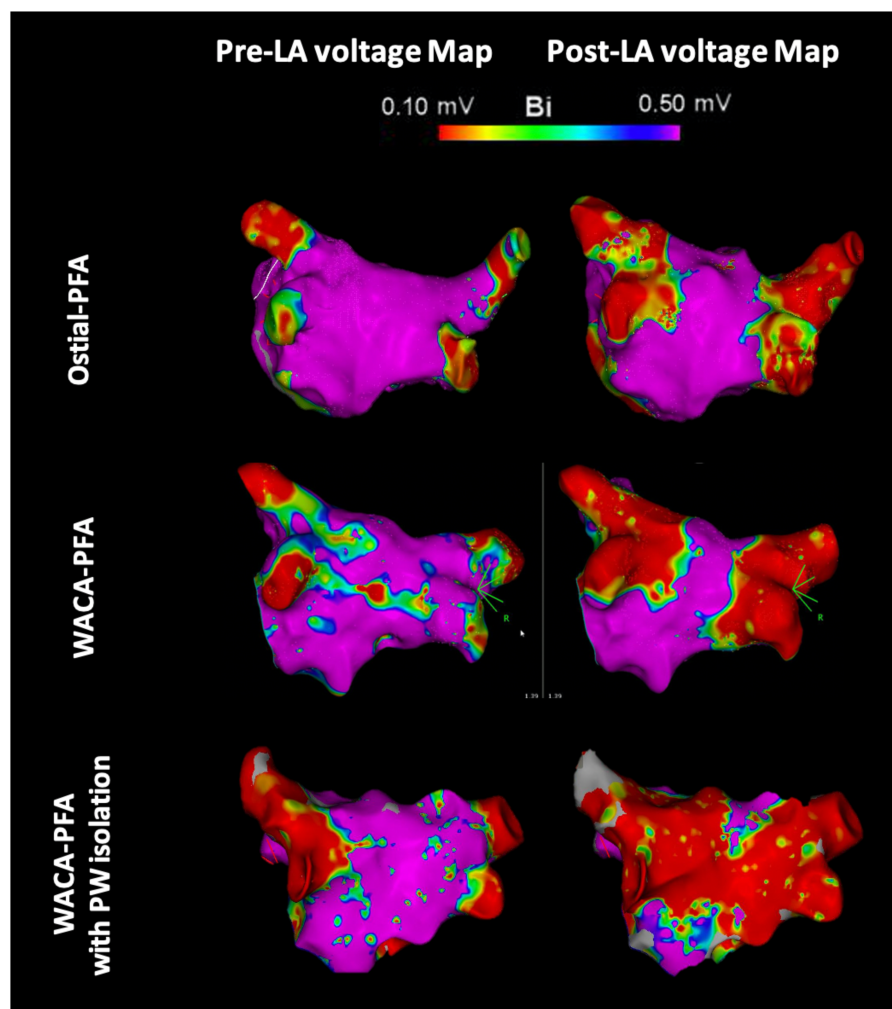 Pre-LA voltage Map
Post-LA voltage Map
0.10 mV
Bi
0.50 mV
Ostial-PFA
WACA-PFA
R
R
1.39
1.39
WACA-PFA
with PW isolation